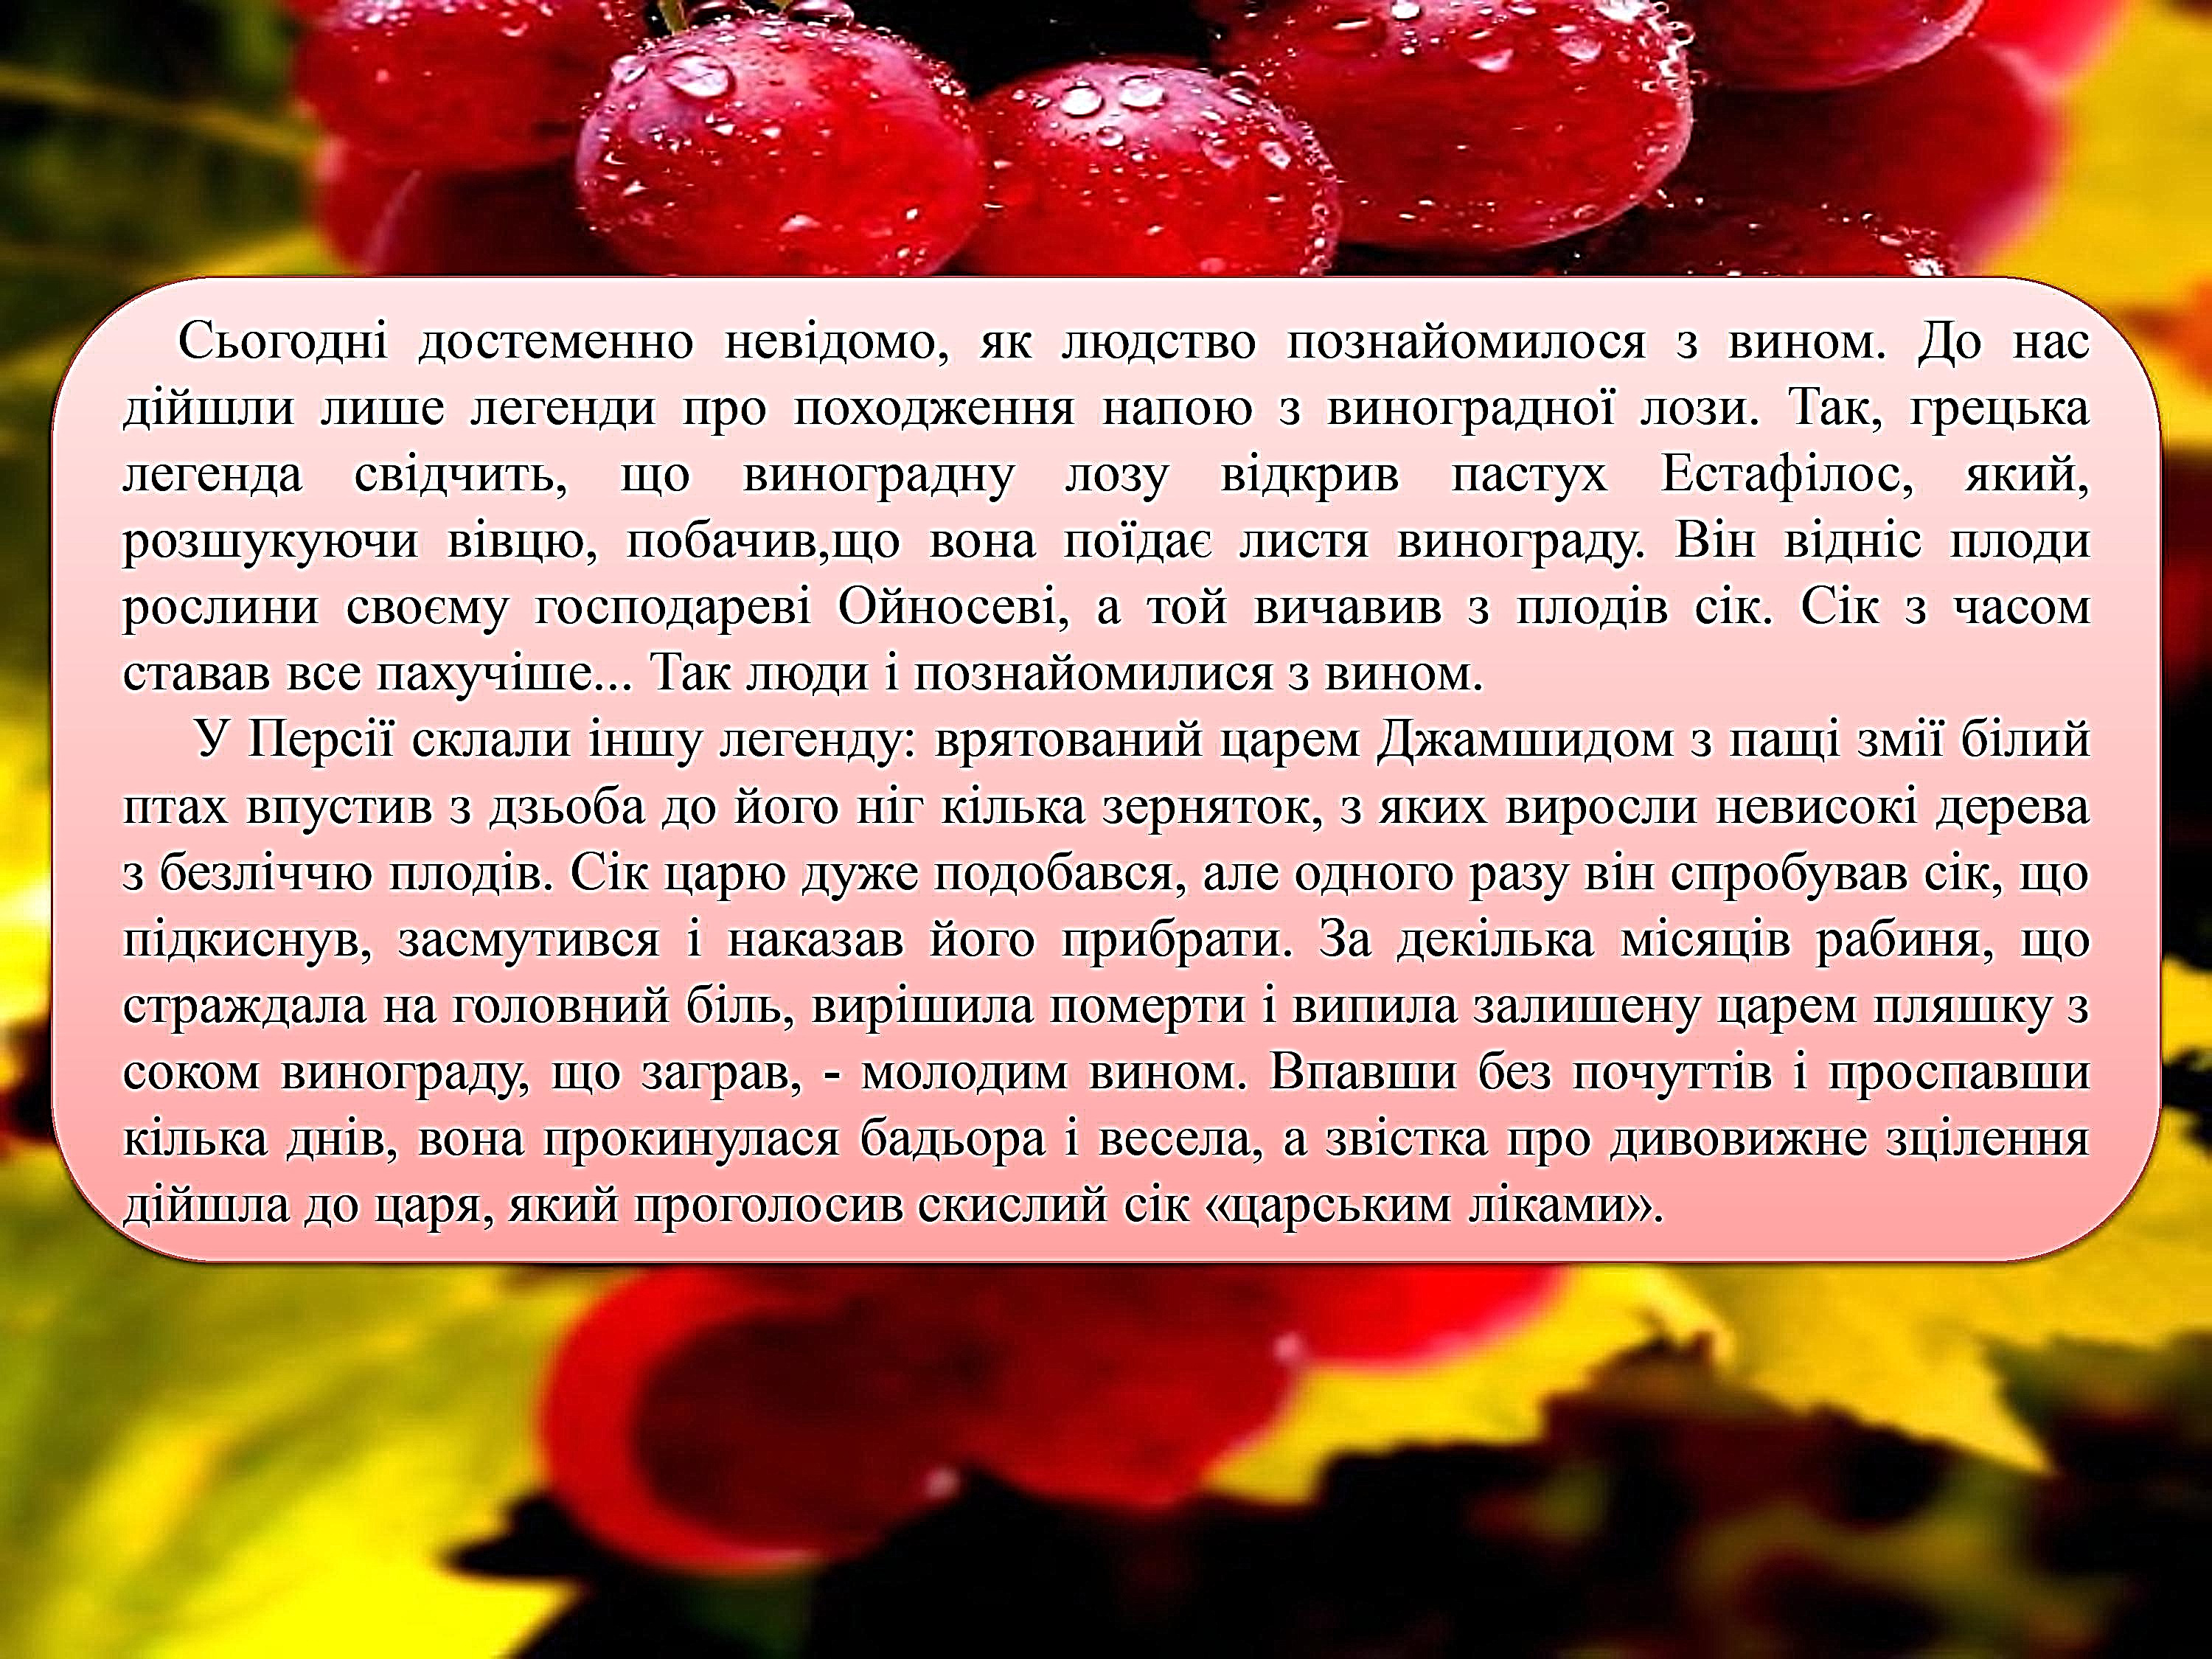 Сьогодні достеменно невідомо, як людство познайомилося з вином. До нас
дійшли лише легенди про походження напою з виноградної лози. Так, грецька
легенда свідчить, що виноградну лозу відкрив пастух Естафілос, який,
розшукуючи вівцю, побачив,що вона поїдає листя винограду. Він відніс плоди
рослини своєму господареві Ойносеві, а той вичавив з плодів сік. Сік з часом
ставав все пахучіше... Так люди і познайомилися з вином.
У Персії склали іншу легенду: врятований царем Джамшидом з пащі змії білий
птах впустив з дзьоба до його ніг кілька зерняток, з яких виросли невисокі дерева
з безліччю плодів. Сік царю дуже подобався, але одного разу він спробував сік, що
підкиснув, засмутився і наказав його прибрати. За декілька місяців рабиня, що
страждала на головний біль, вирішила померти і випила залишену царем пляшку з
соком винограду, що заграв, - молодим вином. Впавши без почуттів і проспавши
кілька днів, вона прокинулася бадьора і весела, а звістка про дивовижне зцілення
дійшла до царя, який проголосив скислий сік «царським ліками».